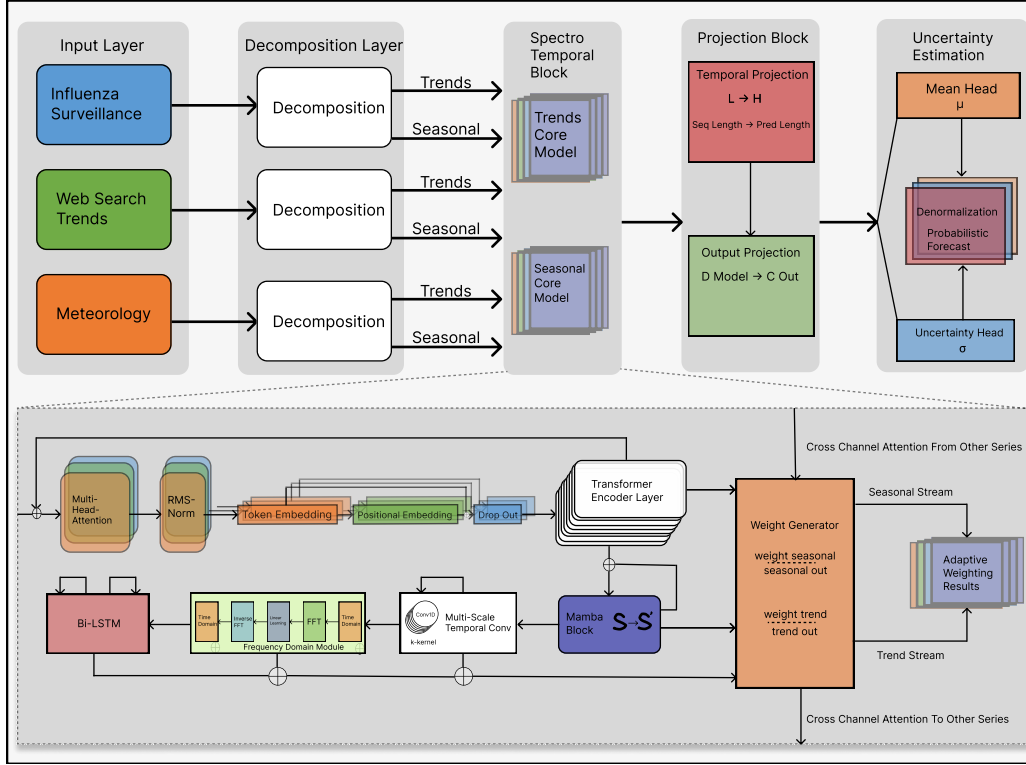 Input Layer
Influenza
Surveillance
Web Search
Trends
Meteorology
Decomposition Layer
Decomposition
Decomposition
Decomposition
Trends
Seasonal
Trends
Seasonal
Trends
Seasonal
Spectro
Temporal
Block
Trends
Core
Model
Seasonal
Core
Model
Projection Block
Temporal Projection
L → H
Seq Length → Pred Length
Output Projection
D Model → C Out
Uncertainty
Estimation
Mean Head
μ
Denormalization
Probabilistic
Forecast
Uncertainty Head
σ
Multi-
Head-
Attention
RMS-
Norm
Token Embedding
Positional Embedding
Drop Out
Transformer
Encoder Layer
Cross Channel Attention From Other Series
Weight Generator
weight seasonal
seasonal out
weight trend
trend out
Seasonal Stream
Adaptive
Weighting
Results
Trend Stream
Cross Channel Attention To Other Series
Bi-LSTM
Time
Domain
Inverse
FFT
Linear
Learning
FFT
Time
Domain
Frequency Domain Module
Conv1D
k-kernel
Multi-Scale
Temporal Conv
Mamba
Block
S→S'